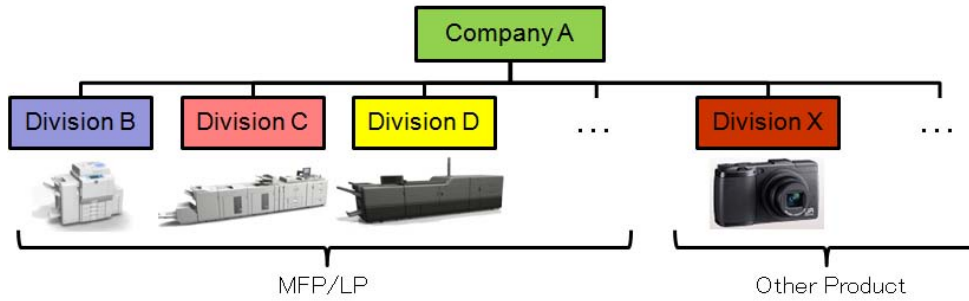 Company A
Division B
Division C
Division D
...
Division X
...
MFP/LP
Other Product